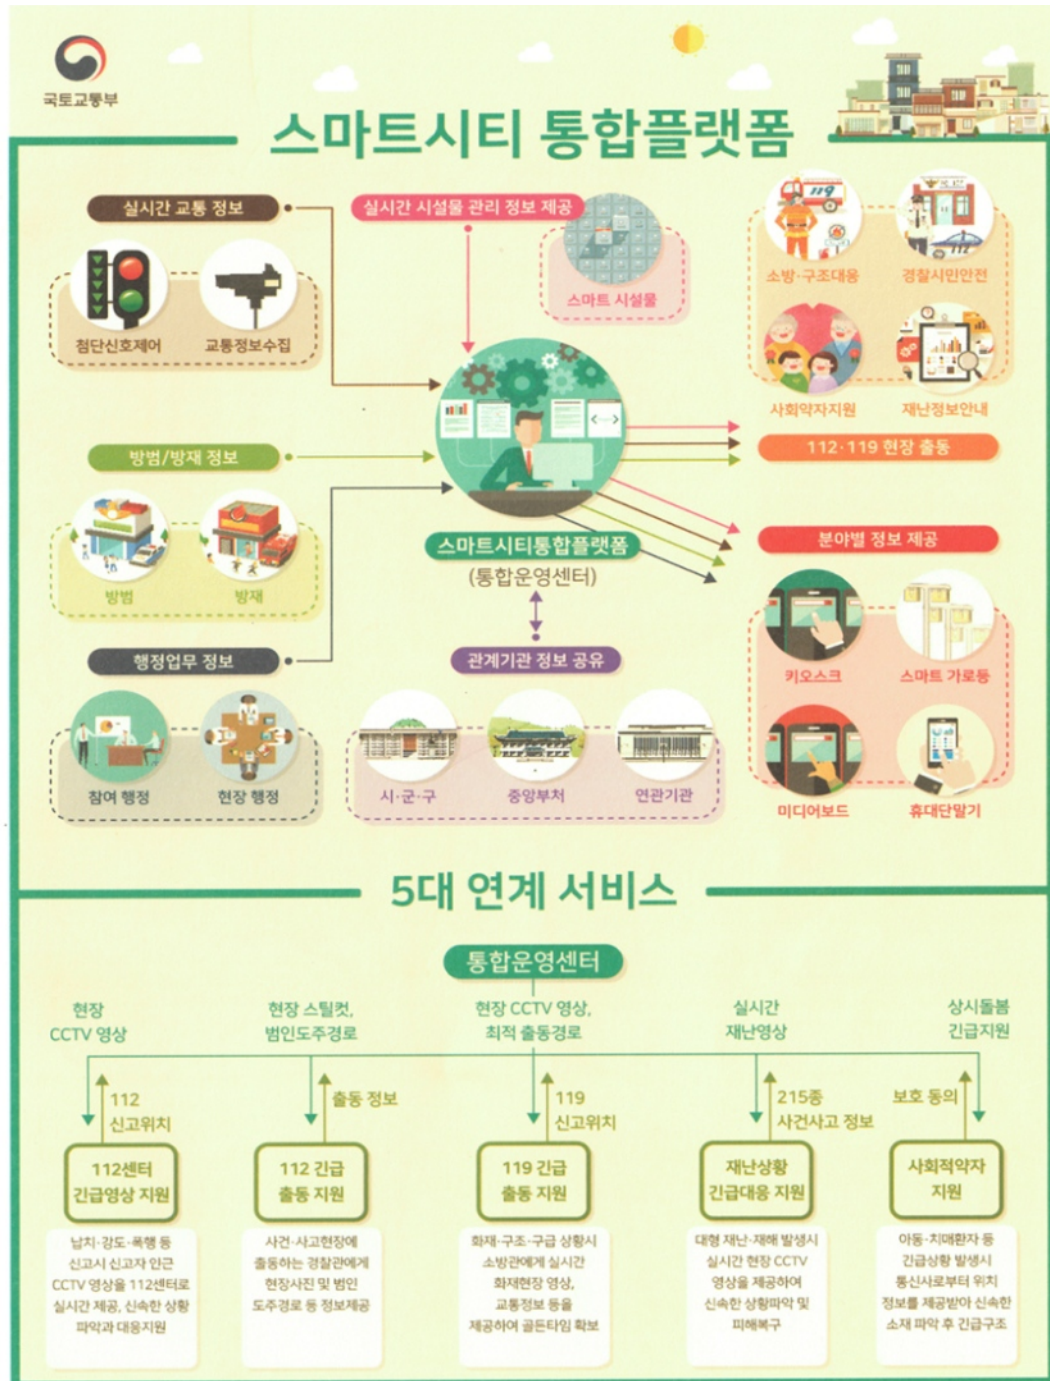 국토교통부
스마트시티 통합플랫폼
실시간 교통 정보
첨단신호제어
교통정보수집
실시간 시설물 관리 정보 제공
스마트 시설물
119
소방·구조대응
112
경찰시민안전
사회약자지원
재난정보안내
112·119 현장 출동
방범/방재 정보
방범
방재
스마트시티통합플랫폼
(통합운영센터)
분야별 정보 제공
키오스크
스마트 가로등
미디어보드
휴대단말기
행정업무 정보
참여 행정
현장 행정
관계기관 정보 공유
시·군·구
중앙부처
연관기관
5대 연계 서비스
통합운영센터
현장
CCTV 영상
현장 스틸컷,
범인도주경로
현장 CCTV 영상,
최적 출동경로
실시간
재난영상
상시돌봄
긴급지원
112
신고위치
출동 정보
119
신고위치
215종
사건사고 정보
보호 동의
112센터
긴급영상 지원
112 긴급
출동 지원
119 긴급
출동 지원
재난상황
긴급대응 지원
사회적약자
지원
납치·강도·폭행 등
신고시 신고자 인근
CCTV 영상을 112센터로
실시간 제공, 신속한 상황
파악과 대응지원
사건·사고현장에
출동하는 경찰관에게
현장사진 및 범인
도주경로 등 정보제공
화재·구조·구급 상황시
소방관에게 실시간
화재현장 영상,
교통정보 등을
제공하여 골든타임 확보
대형 재난·재해 발생시
실시간 현장 CCTV
영상을 제공하여
신속한 상황파악 및
피해복구
아동·치매환자 등
긴급상황 발생시
통신사로부터 위치
정보를 제공받아 신속한
소재 파악 후 긴급구조